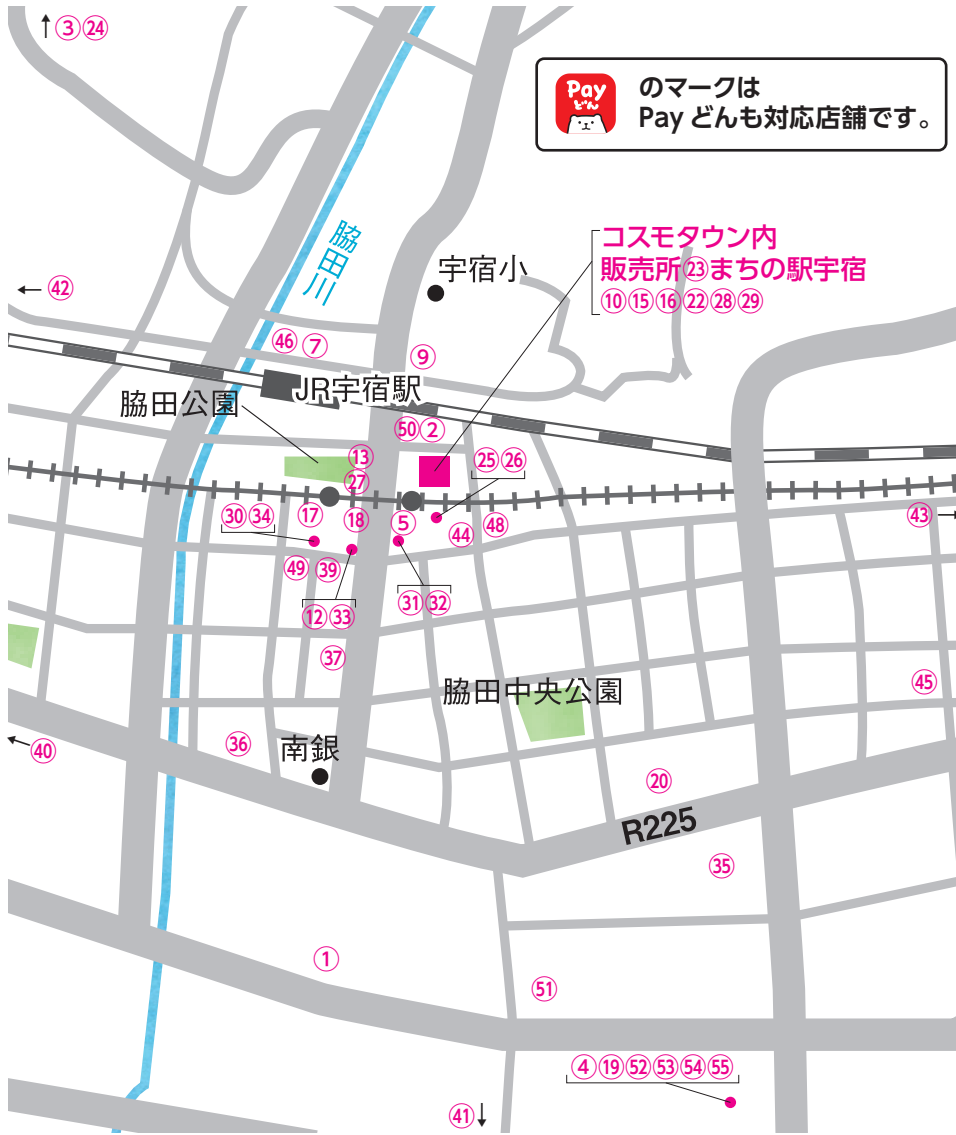 ↑③㉔
Pay
どん
のマークは
Pay どんも対応店舗です。
脇田川
コスモタウン内
販売所㉓まちの駅宇宿
⑩⑮⑯㉒㉘㉙
宇宿小
←㊷
㊻⑦
⑨
JR宇宿駅
脇田公園
㊿②
⑬
㉕㉖
㉗
㉚㉞
⑰
⑱
⑤
㊹
㊽
㊸→
㊾
㊴
⑫㉝
㉛㉜
㊲
脇田中央公園
㊺
←㊵
㊱
南銀
⑳
R225
㉟
①
51
④⑲52535455
㊶↓